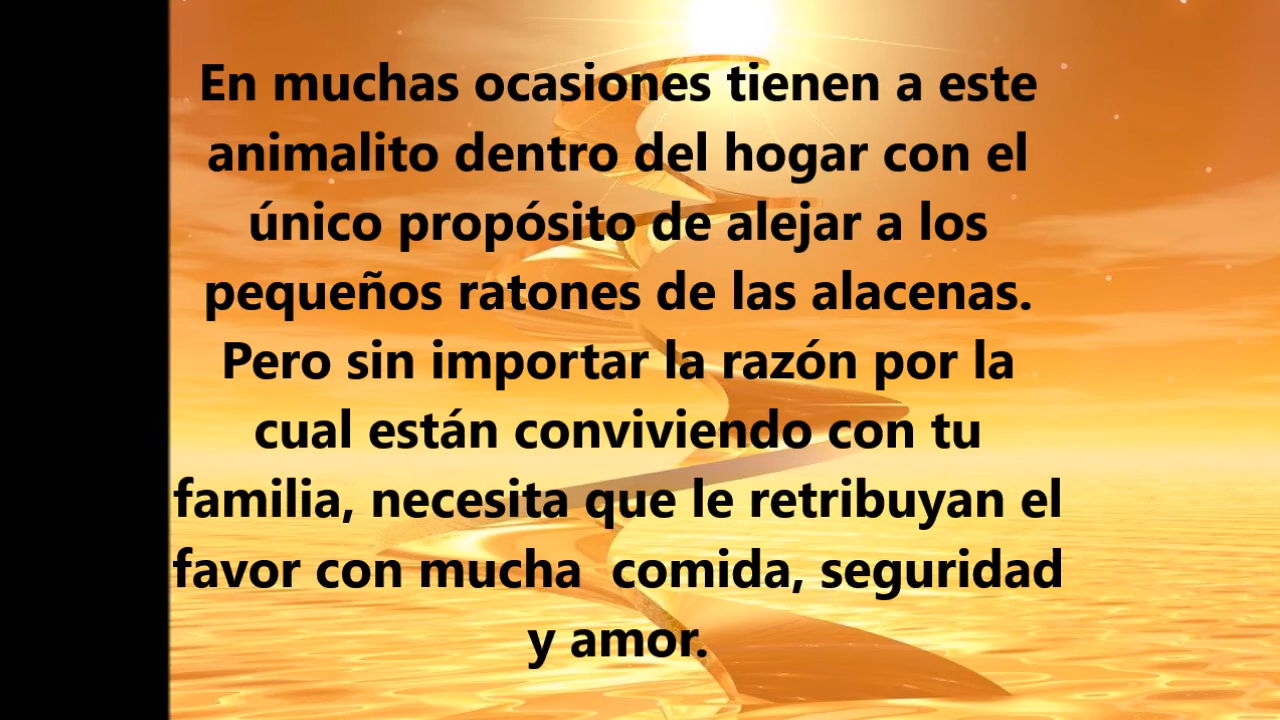 En muchas ocasiones tienen a este
animalito dentro del hogar con el
único propósito de alejar a los
pequeños ratones de las alacenas.
Pero sin importar la razón por la
cual están conviviendo con tu
familia, necesita que le retribuyan el
favor con mucha  comida, seguridad
y amor.